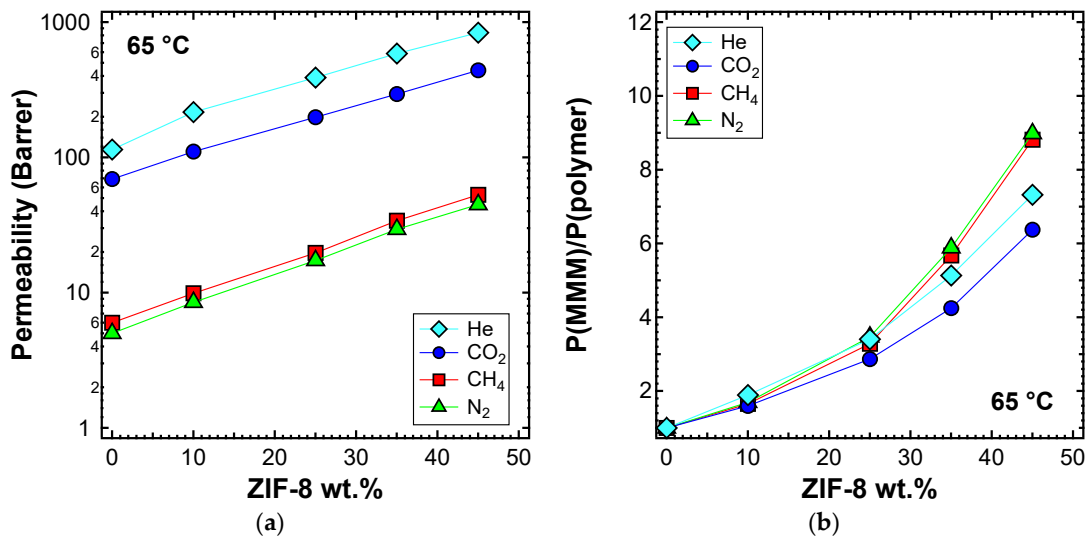 65 °C
Permeability (Barrer)
1000
6
4
2
100
6
4
2
10
6
4
2
1
0
10
20
30
40
50
ZIF-8 wt.%
He
CO₂
CH₄
N₂
(a)
He
CO₂
CH₄
N₂
P(MMM)/P(polymer)
12
10
8
6
4
2
65 °C
0
10
20
30
40
50
ZIF-8 wt.%
(b)